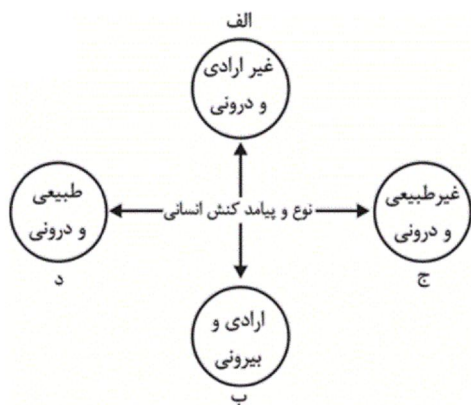 الف
غیر ارادی
و درونی
طبیعی
و درونی
د
نوع و پیامد کنش انسانی
غیرطبیعی
و درونی
ج
ارادی و
بیرونی
ب